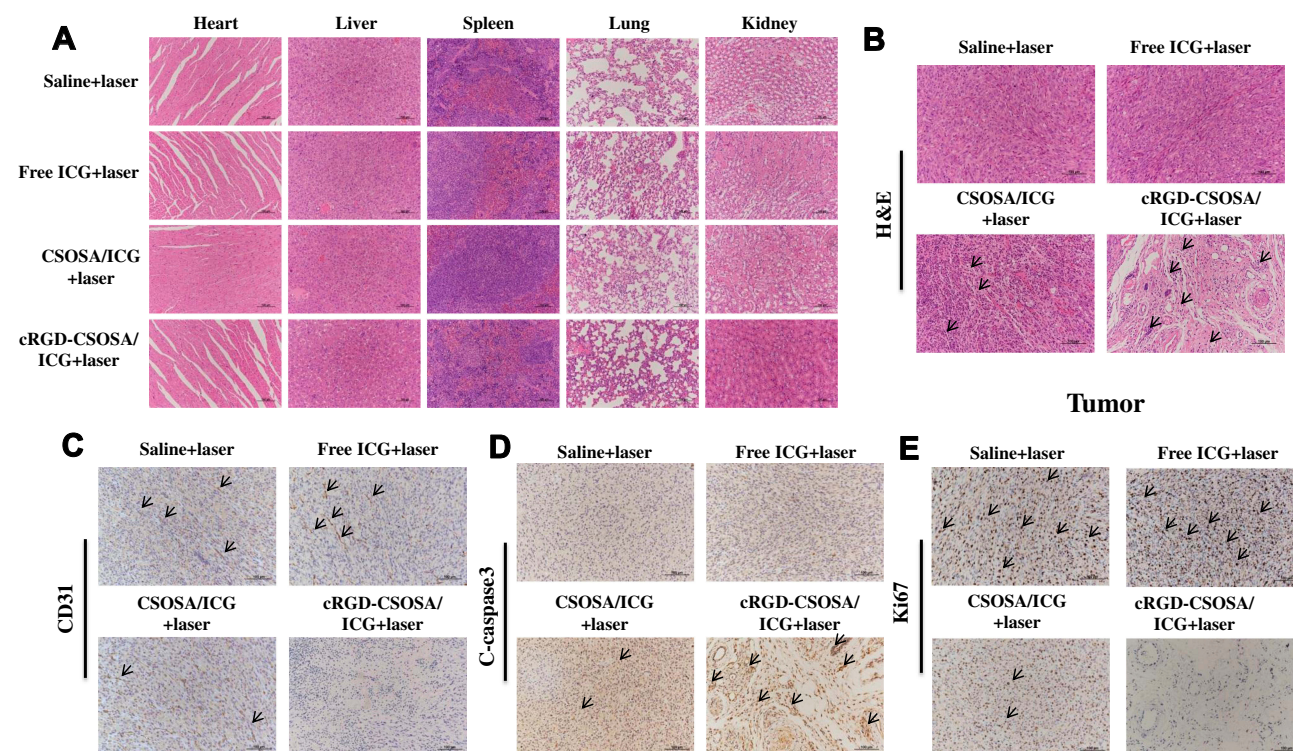 A
Heart Liver Spleen Lung Kidney
Saline+laser
Free ICG+laser
CSOSA/ICG
+laser
cRGD-CSOSA/
ICG+laser
B
Saline+laser Free ICG+laser
H&E
CSOSA/ICG
+laser
cRGD-CSOSA/
ICG+laser
Tumor
C
Saline+laser Free ICG+laser
CD31
CSOSA/ICG
+laser
cRGD-CSOSA/
ICG+laser
D
Saline+laser Free ICG+laser
C-caspase3
CSOSA/ICG
+laser
cRGD-CSOSA/
ICG+laser
E
Saline+laser Free ICG+laser
Ki67
CSOSA/ICG
+laser
cRGD-CSOSA/
ICG+laser